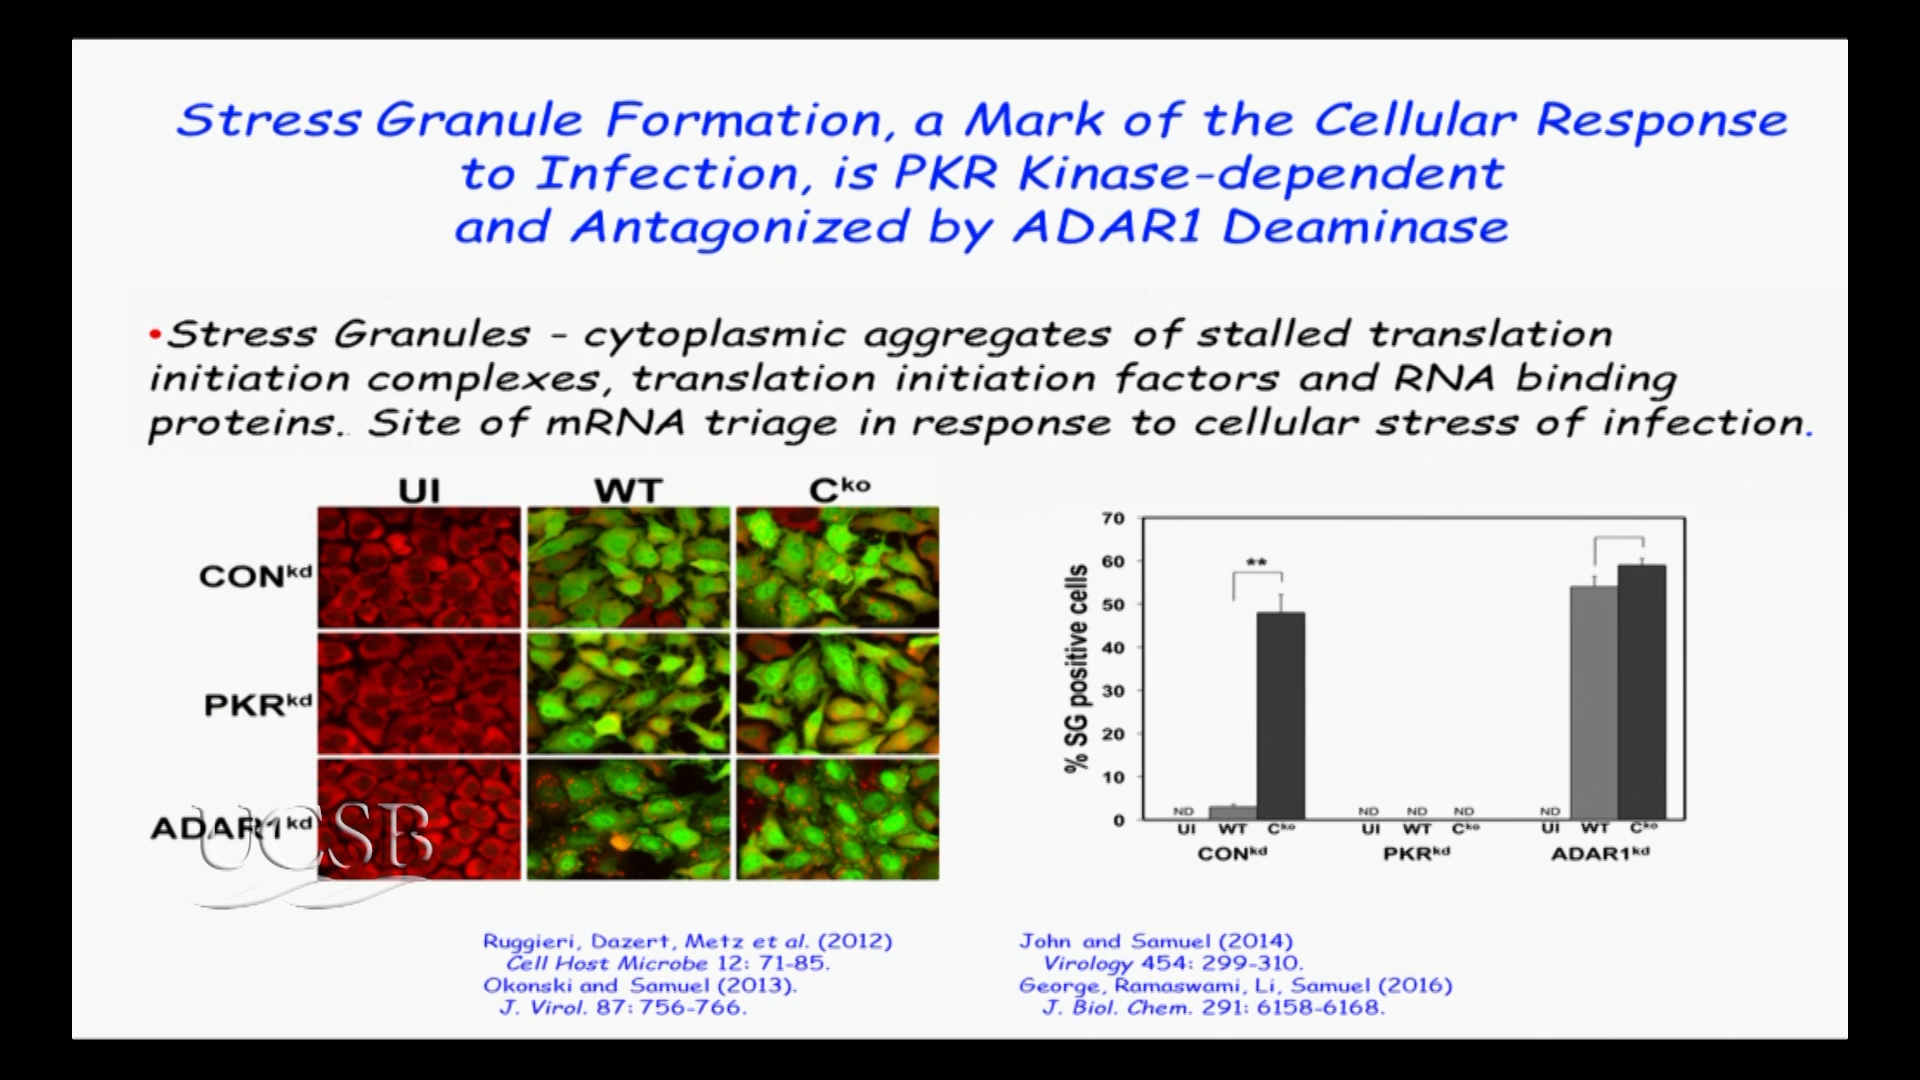 Stress Granule Formation, a Mark of the Cellular Response
to Infection, is PKR Kinase-dependent
and Antagonized by ADAR1 Deaminase
•Stress Granules - cytoplasmic aggregates of stalled translation
initiation complexes, translation initiation factors and RNA binding
proteins. Site of mRNA triage in response to cellular stress of infection.
UI WT Cko
CONkd
PKRkd
ADAR1kd
UCSB
% SG positive cells
70
60
50
40
30
20
10
0
**
ND ND ND ND ND
UI WT Cko UI WT Cko UI WT Cko
CONkd PKRkd ADAR1kd
Ruggieri, Dazert, Metz et al. (2012)
Cell Host Microbe 12: 71-85.
Okonski and Samuel (2013).
J. Virol. 87: 756-766.
John and Samuel (2014)
Virology 454: 299-310.
George, Ramaswami, Li, Samuel (2016)
J. Biol. Chem. 291: 6158-6168.